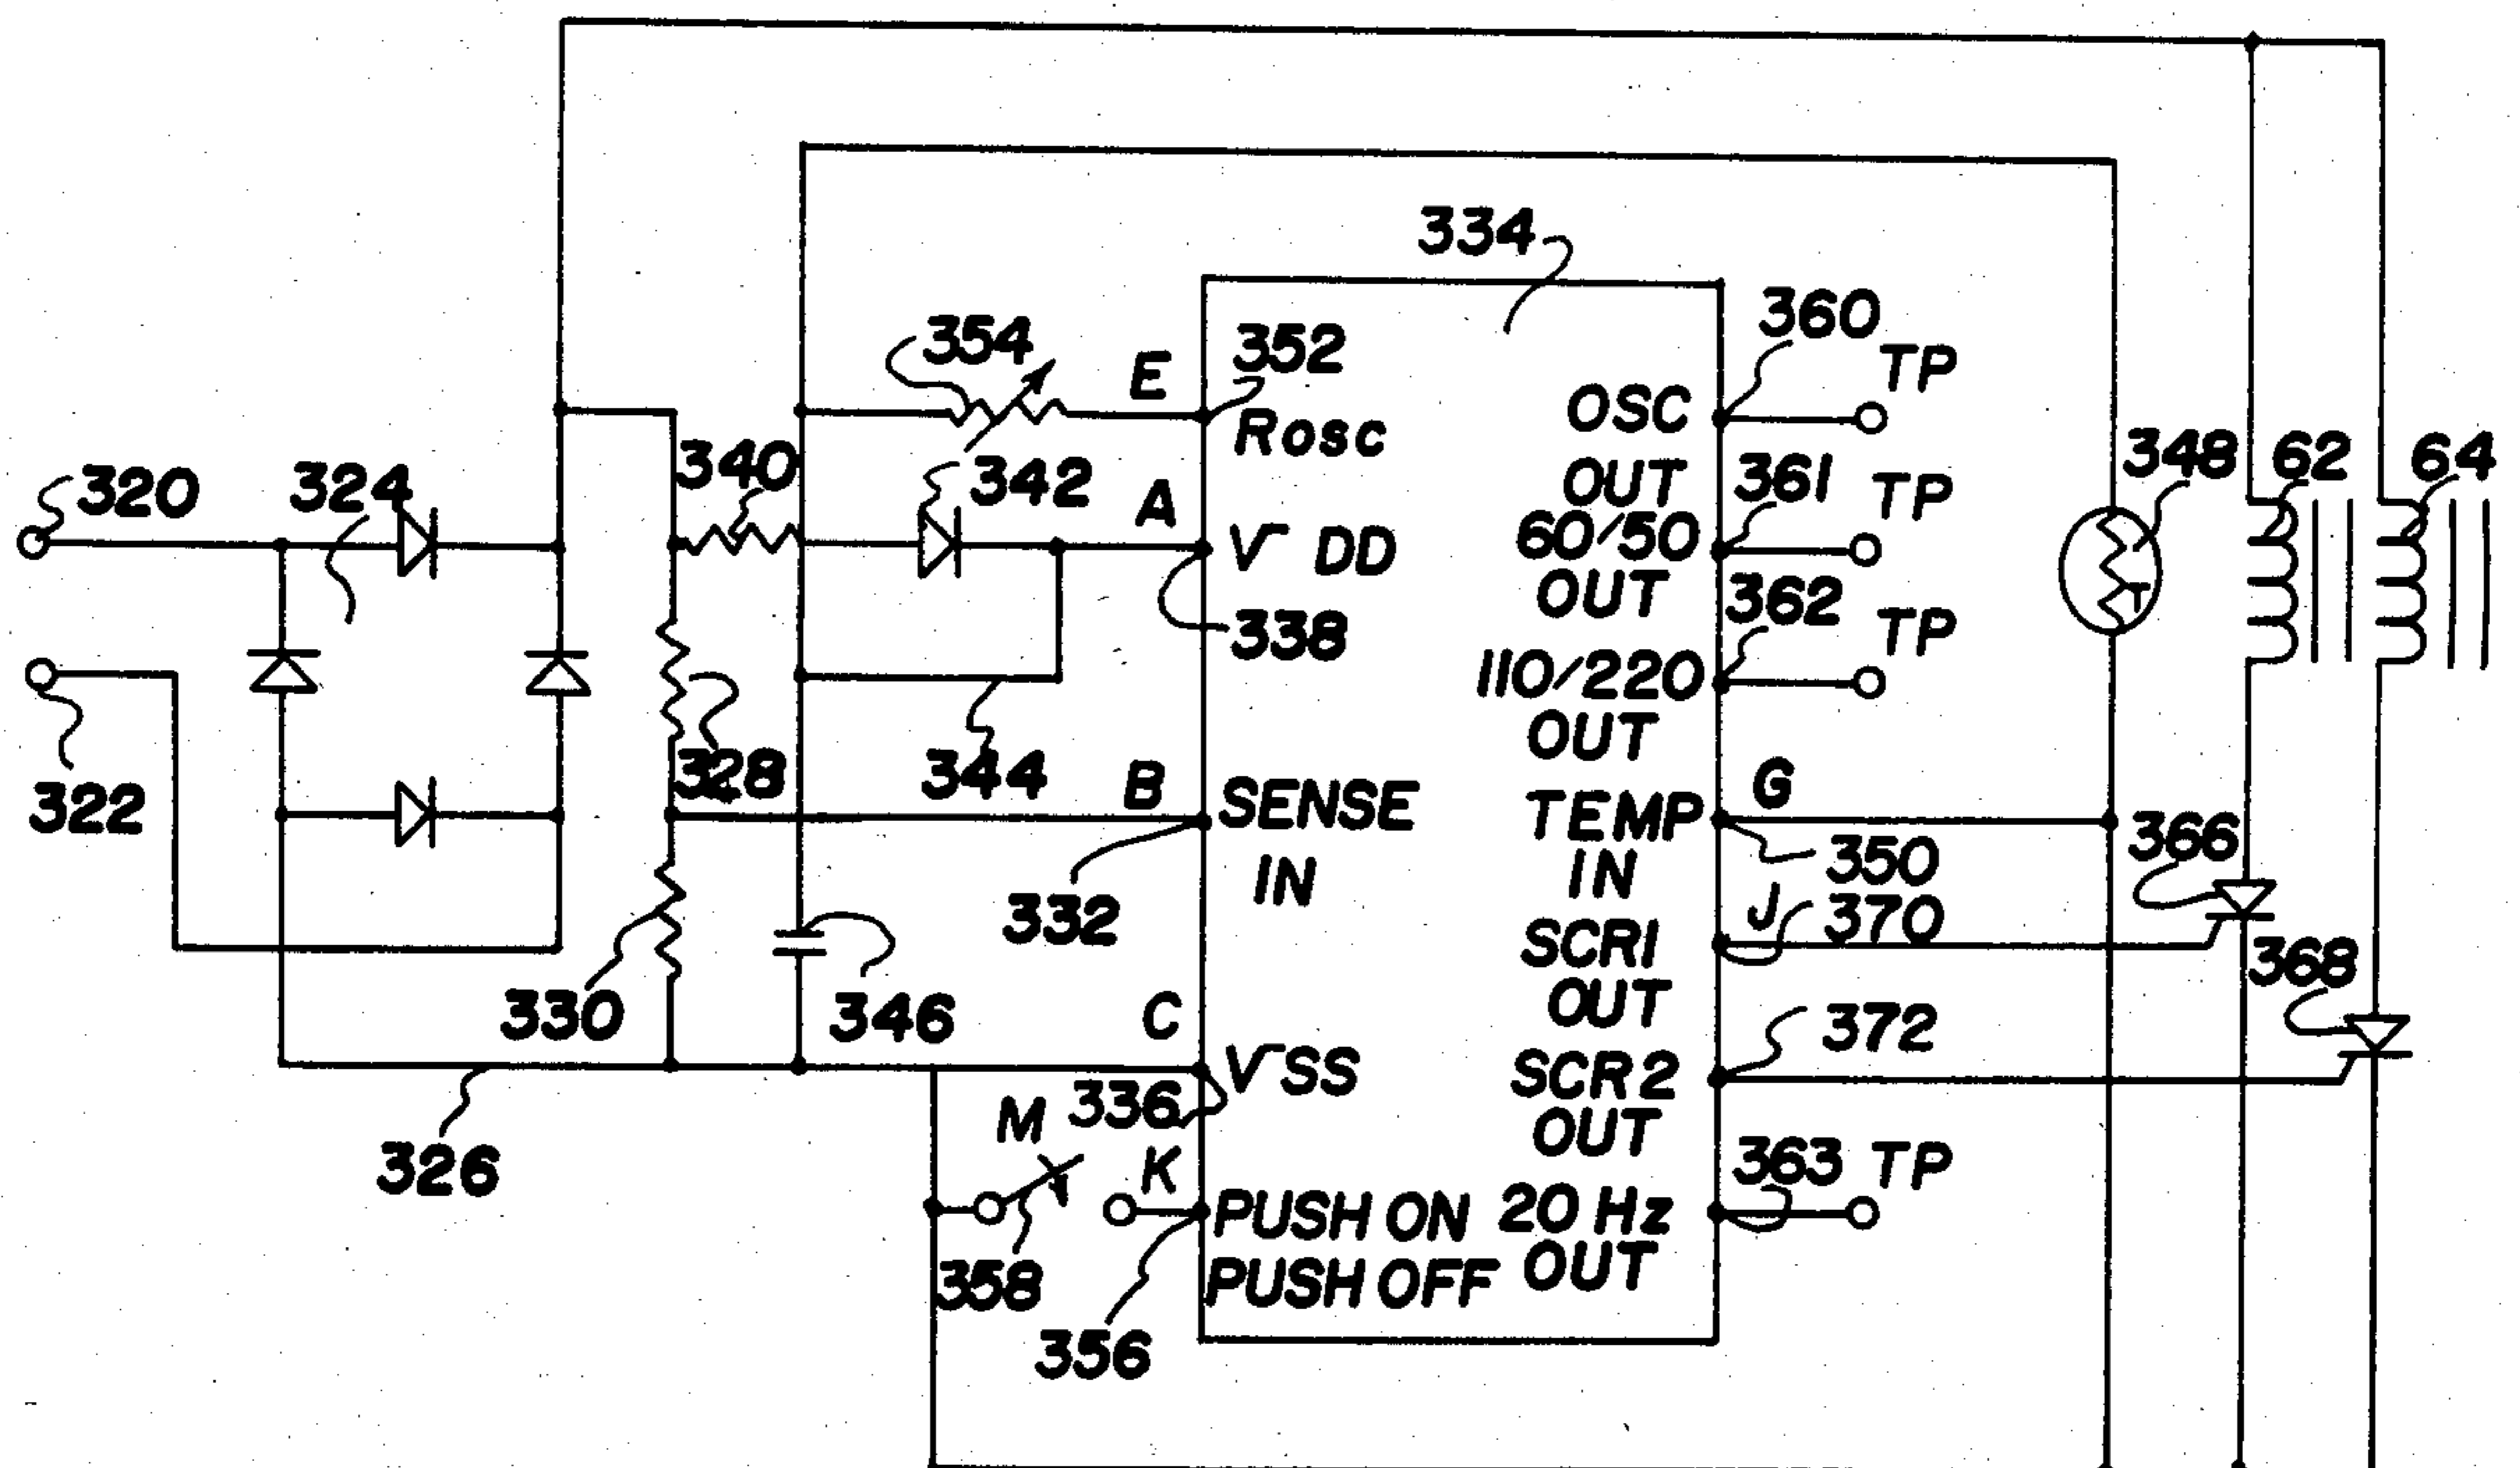 334
360
TP
354
E
352
OSC
OUT
Rosc
340
342
A
361
TP
348
62
64
320
324
V DD
60/50
OUT
338
362
TP
110/220
OUT
322
328
344
B
SENSE
IN
TEMP
IN
G
350
366
332
J
370
SCR1
OUT
368
330
346
C
VSS
372
336
SCR2
OUT
326
M
K
363
TP
358
PUSH ON
PUSH OFF
20 Hz
OUT
356